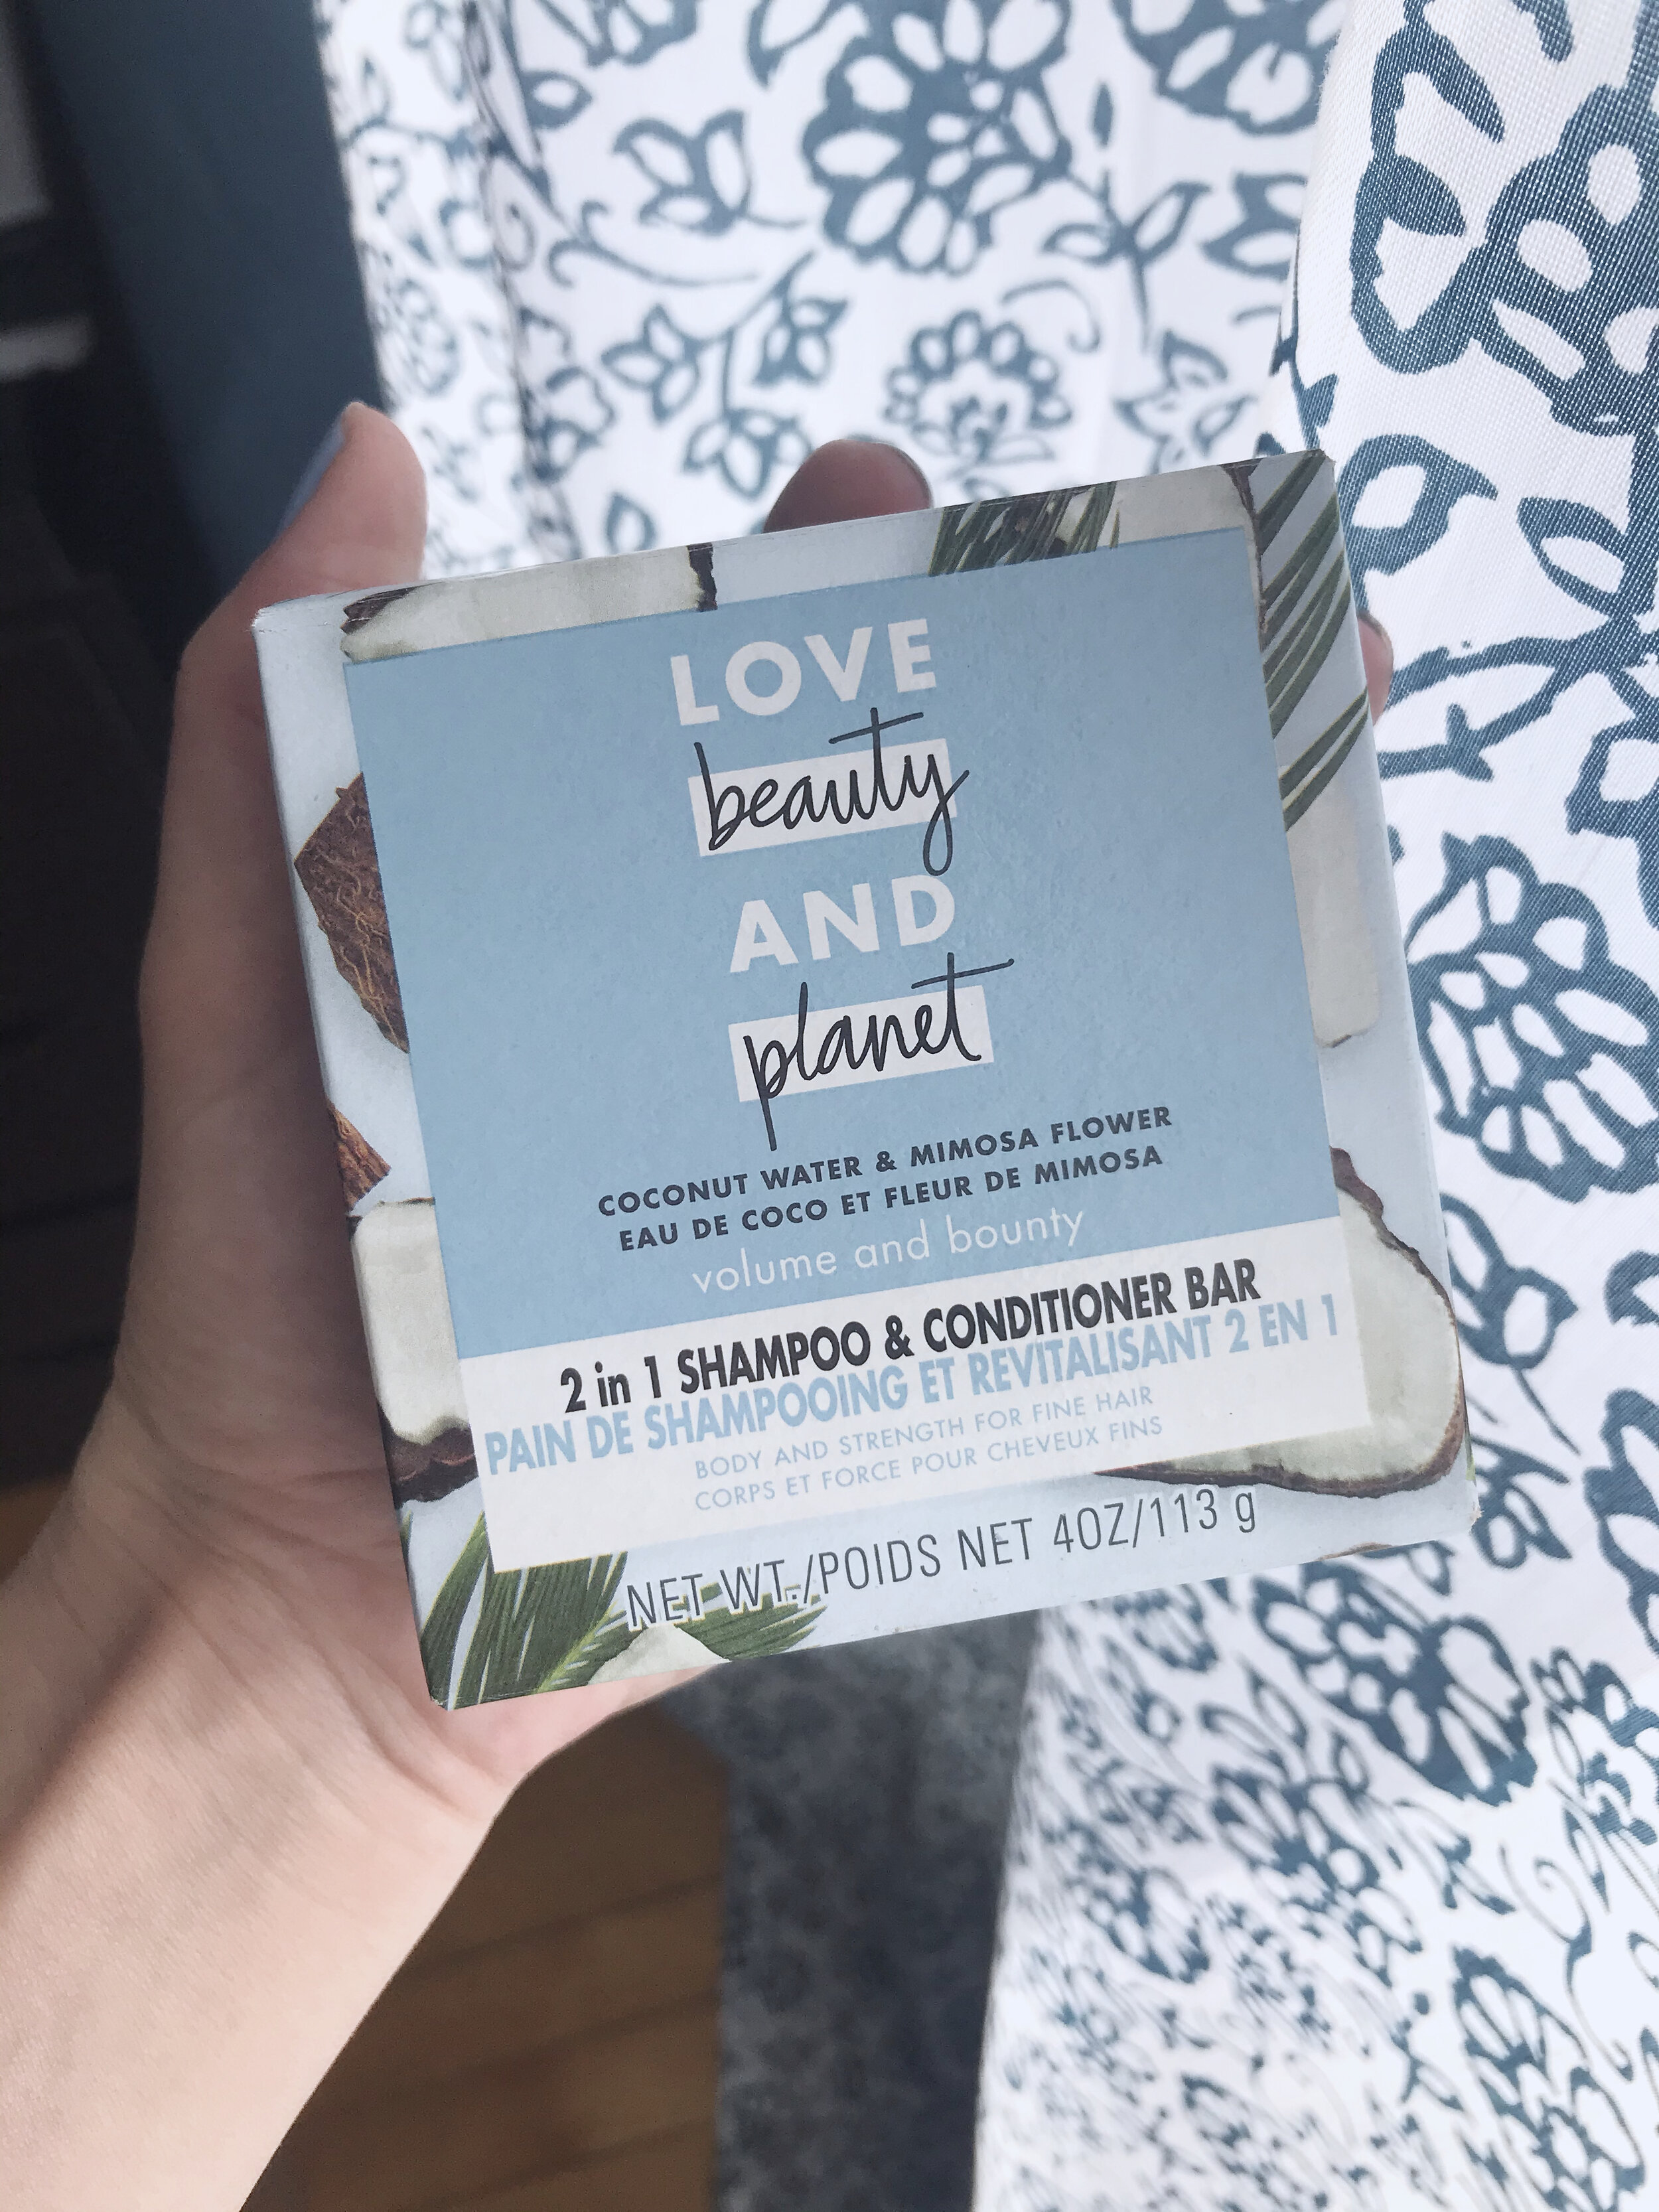 LOVE
beauty
AND
planet
COCONUT WATER & MIMOSA FLOWER
EAU DE COCO ET FLEUR DE MIMOSA
volume and bounty
2 in 1 SHAMPOO & CONDITIONER BAR
PAIN DE SHAMPOOING ET REVITALISANT 2 EN 1
BODY AND STRENGTH FOR FINE HAIR
CORPS ET FORCE POUR CHEVEUX FINS
NET WT./POIDS NET 4OZ/113 g